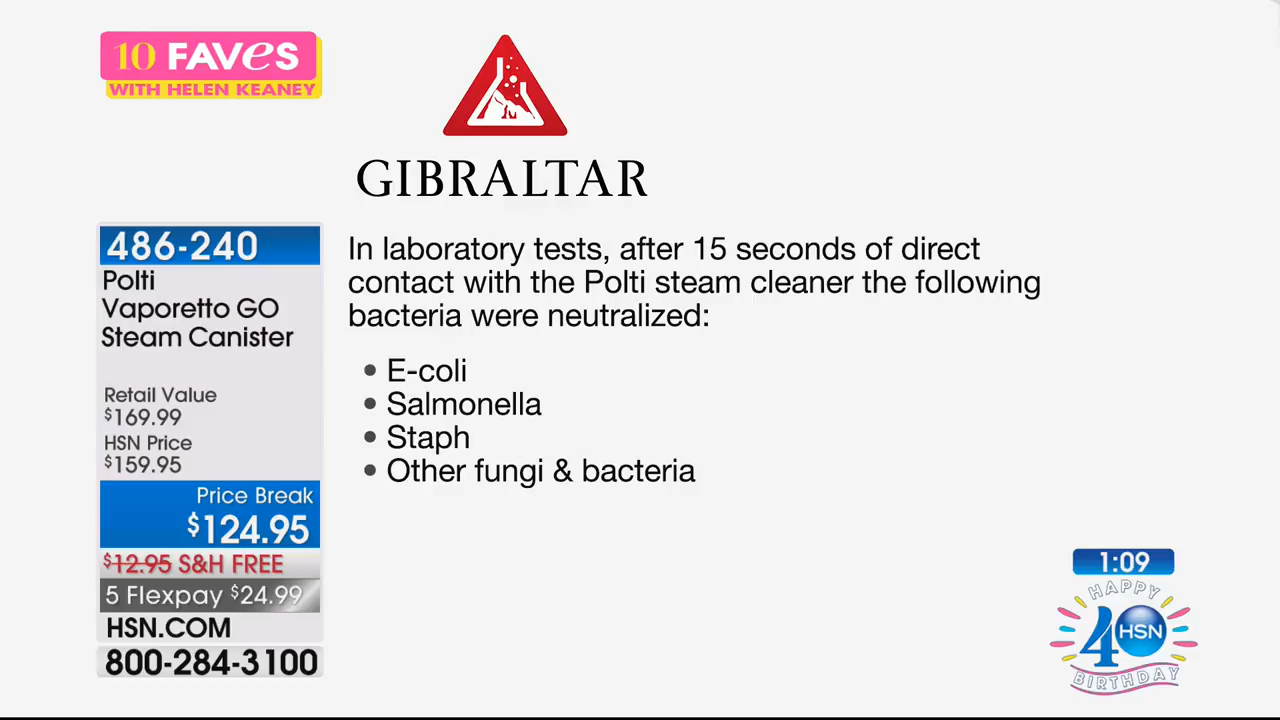 10 FAVES
WITH HELEN KEANEY
GIBRALTAR
486-240
Polti
Vaporetto GO
Steam Canister
Retail Value
$169.99
HSN Price
$159.95
Price Break
$124.95
$12.95 S&H FREE
5 Flexpay $24.99
HSN.COM
800-284-3100
In laboratory tests, after 15 seconds of direct
contact with the Polti steam cleaner the following
bacteria were neutralized:
• E-coli
• Salmonella
• Staph
• Other fungi & bacteria
1:09
HAPPY
40 HSN
BIRTHDAY